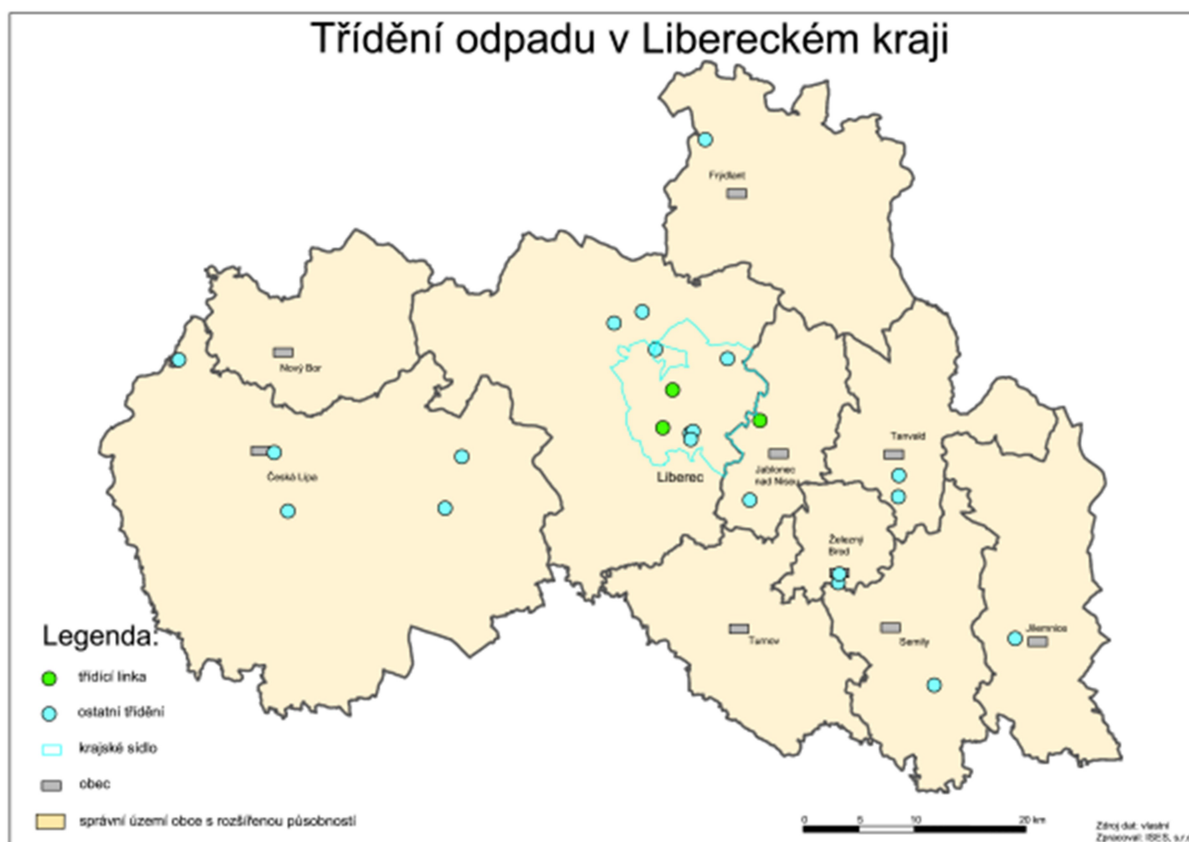 Třídění odpadu v Libereckém kraji
Frýdlant
Nový Bor
Česká Lípa
Liberec
Jablonec
nad Nisou
Tanvald
Železný
Brod
Turnov
Semily
Jilemnice
Legenda:
třídící linka
ostatní třídění
krajské sídlo
obec
správní území obce s rozšířenou působností
0 5 10 20 km
Zdroj dat: vlastní
Zpracoval: ISES, s.r.o